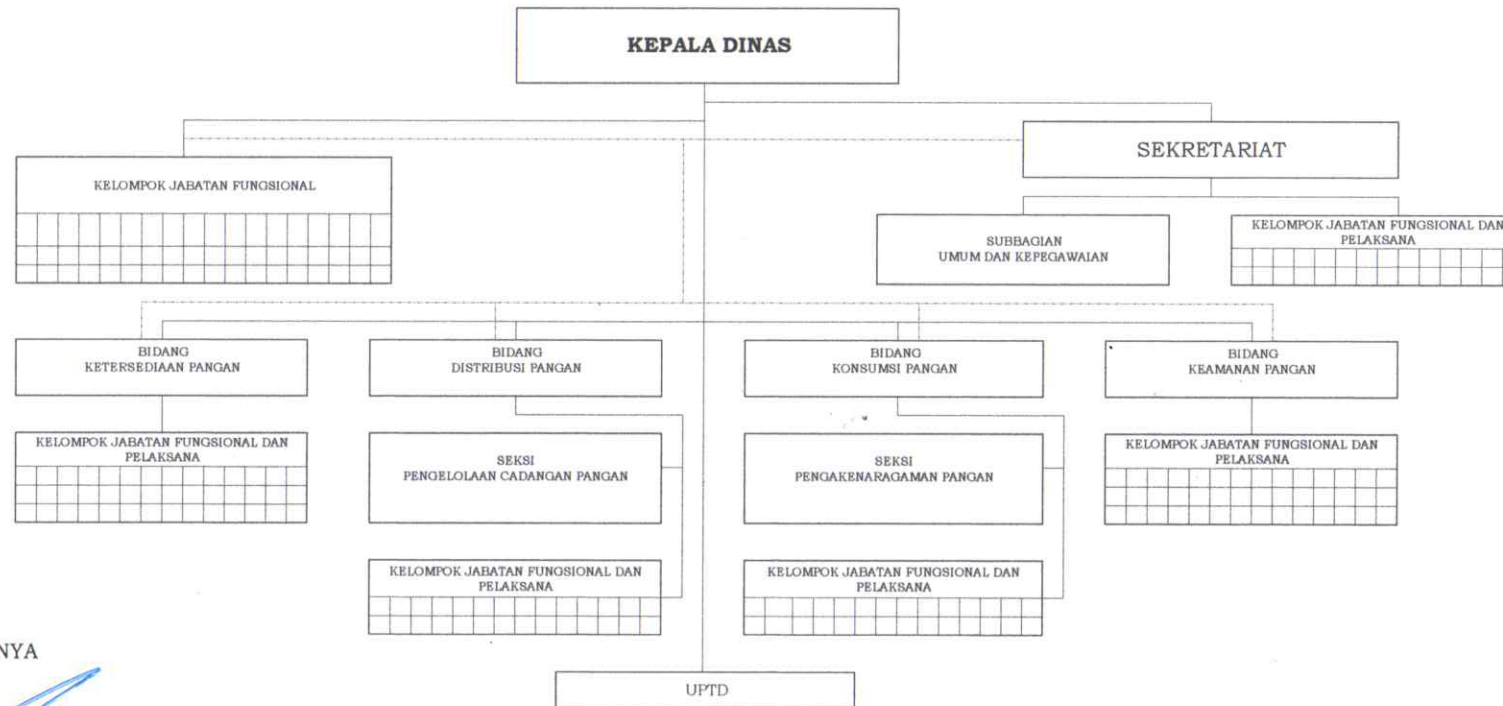 KEPALA DINAS
SEKRETARIAT
KELOMPOK JABATAN FUNGSIONAL
SUBBAGIAN
UMUM DAN KEPEGAWAIAN
KELOMPOK JABATAN FUNGSIONAL DAN
PELAKSANA
BIDANG
KETERSEDIAAN PANGAN
BIDANG
DISTRIBUSI PANGAN
BIDANG
KONSUMSI PANGAN
BIDANG
KEAMANAN PANGAN
KELOMPOK JABATAN FUNGSIONAL DAN
PELAKSANA
SEKSI
PENGELOLAAN CADANGAN PANGAN
SEKSI
PENGAKENARAGAMAN PANGAN
KELOMPOK JABATAN FUNGSIONAL DAN
PELAKSANA
KELOMPOK JABATAN FUNGSIONAL DAN
PELAKSANA
KELOMPOK JABATAN FUNGSIONAL DAN
PELAKSANA
NYA
UPTD